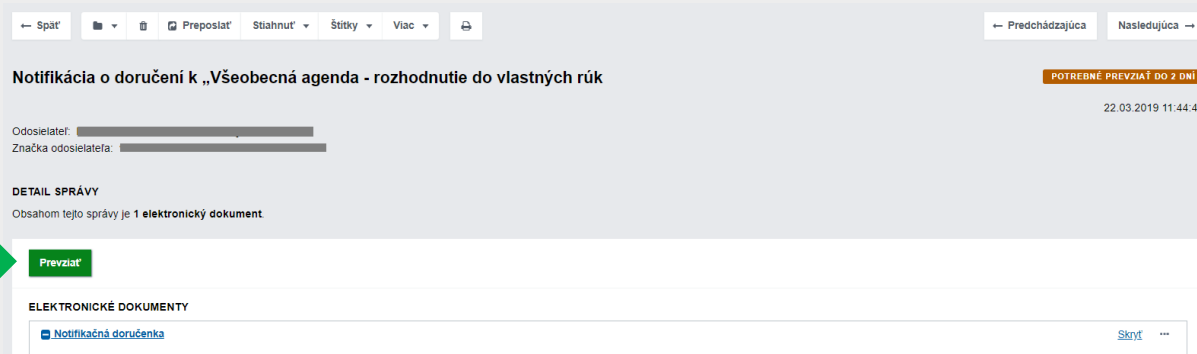 ← Späť Preposlať Stiahnuť Štítky Viac ← Predchádzajúca Nasledujúca →
Notifikácia o doručení k „Všeobecná agenda - rozhodnutie do vlastných rúk
POTREBNÉ PREVZIAŤ DO 2 DNÍ
22.03.2019 11:44:4
Odosielateľ:
Značka odosielateľa:
DETAIL SPRÁVY
Obsahom tejto správy je 1 elektronický dokument.
Prevziať
ELEKTRONICKÉ DOKUMENTY
Notifikačná doručenka Skryť ...